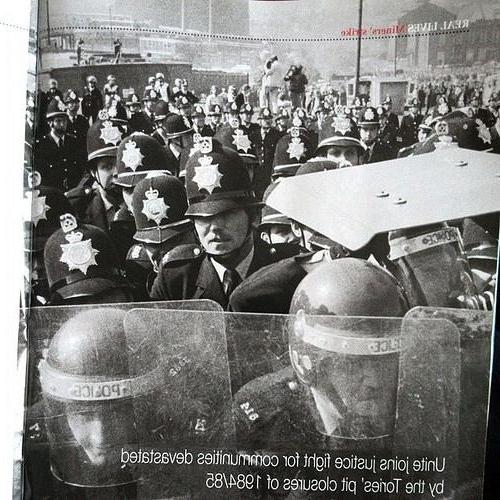 REAL LIVES Miners' strike
POLICE
POLICE
POLICE
Unite joins justice fight for communities devastated
by the Tories' pit closures of 1984/85